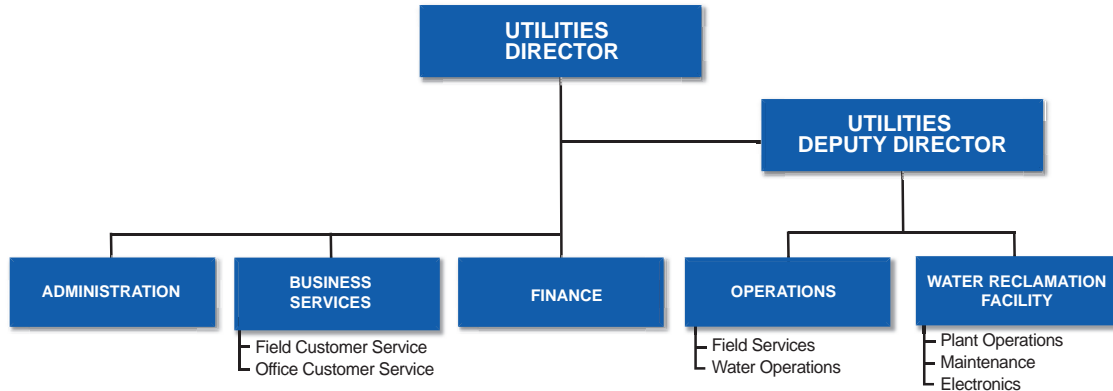 UTILITIES
DIRECTOR
UTILITIES
DEPUTY DIRECTOR
ADMINISTRATION
BUSINESS
SERVICES
FINANCE
OPERATIONS
WATER RECLAMATION
FACILITY
Field Customer Service
Office Customer Service
Field Services
Water Operations
Plant Operations
Maintenance
Electronics